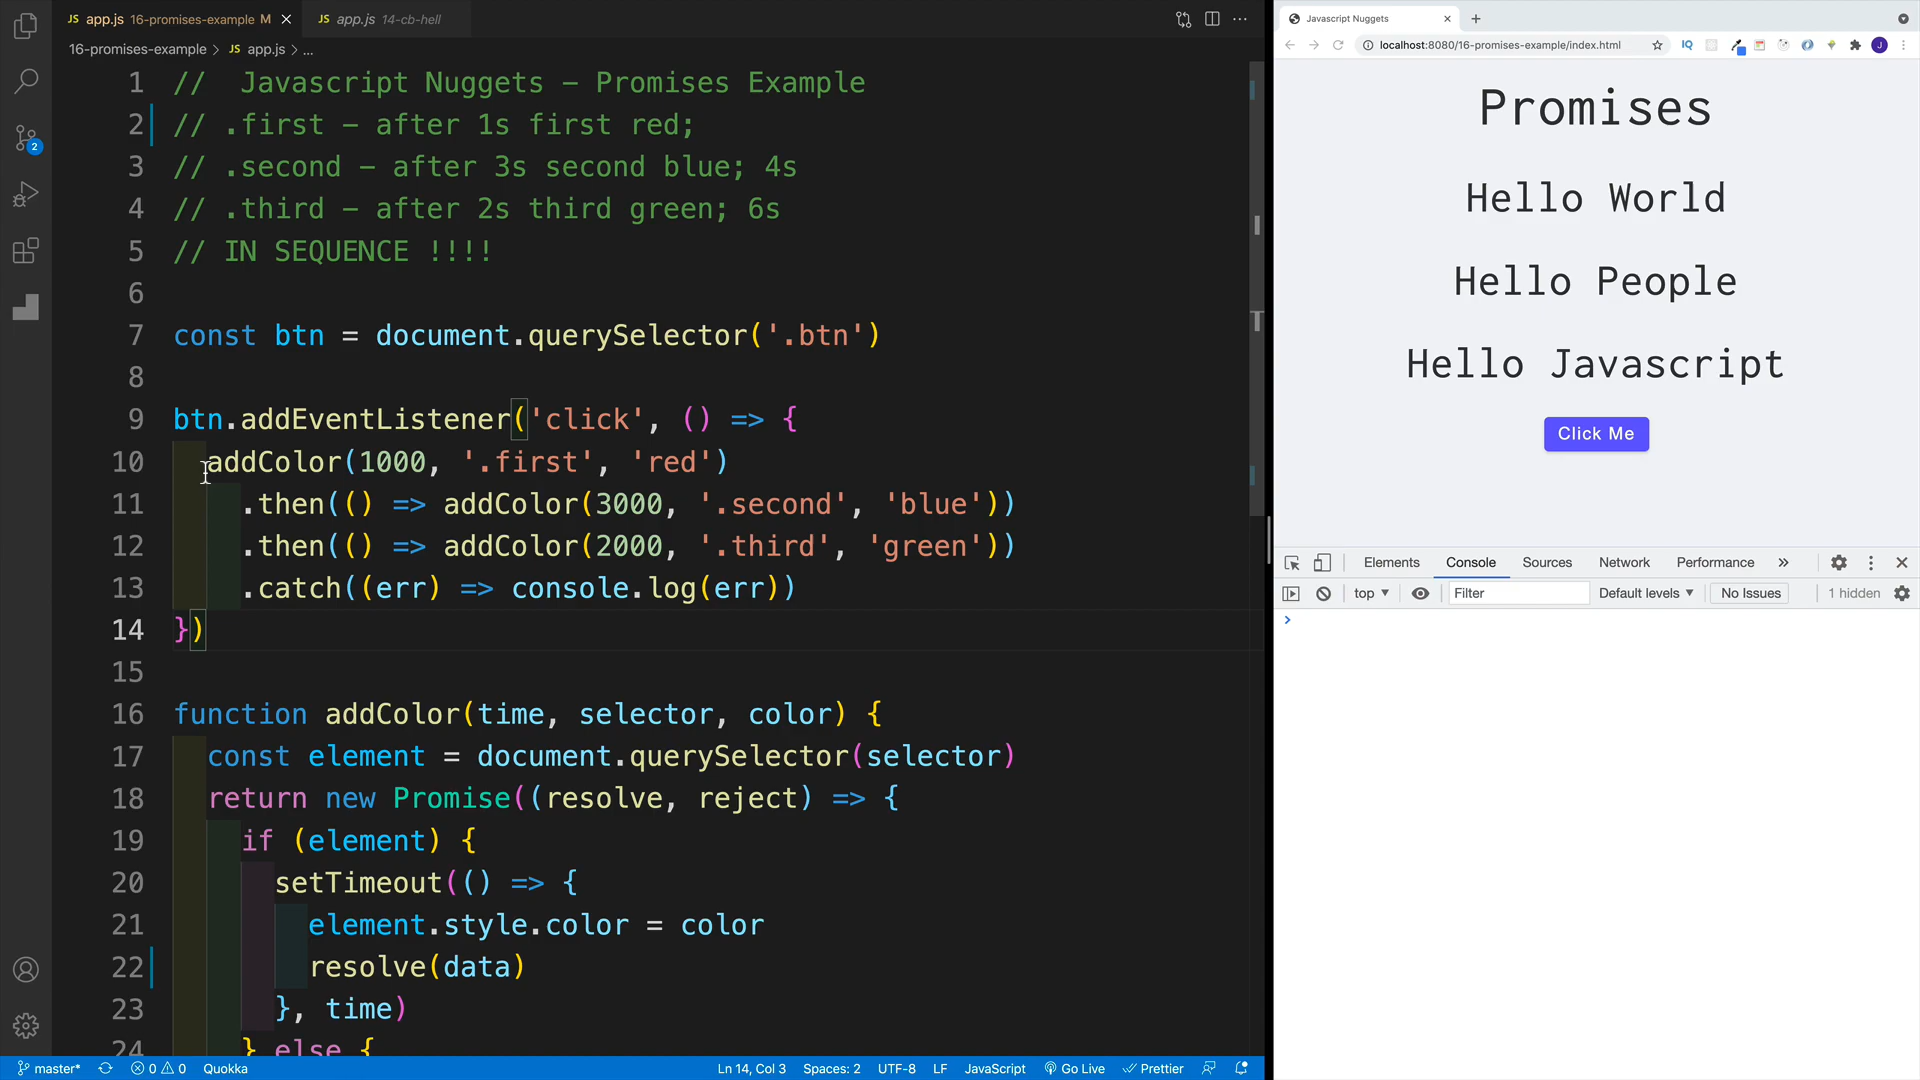 app.js 16-promises-example M
app.js 14-cb-hell
16-promises-example > app.js > ...
1 //  Javascript Nuggets - Promises Example
2 // .first - after 1s first red;
3 // .second - after 3s second blue; 4s
4 // .third - after 2s third green; 6s
5 // IN SEQUENCE !!!!
6
7 const btn = document.querySelector('.btn')
8
9 btn.addEventListener('click', () => {
10   addColor(1000, '.first', 'red')
11     .then(() => addColor(3000, '.second', 'blue'))
12     .then(() => addColor(2000, '.third', 'green'))
13     .catch((err) => console.log(err))
14 })
15
16 function addColor(time, selector, color) {
17   const element = document.querySelector(selector)
18   return new Promise((resolve, reject) => {
19     if (element) {
20       setTimeout(() => {
21         element.style.color = color
22         resolve(data)
23       }, time)
24     } else {
2
master* 0 0 Quokka
Ln 14, Col 3 Spaces: 2 UTF-8 LF JavaScript Go Live Prettier
Javascript Nuggets
localhost:8080/16-promises-example/index.html
IQ
J
Promises
Hello World
Hello People
Hello Javascript
Click Me
Elements Console Sources Network Performance »
top Filter Default levels No Issues 1 hidden
>